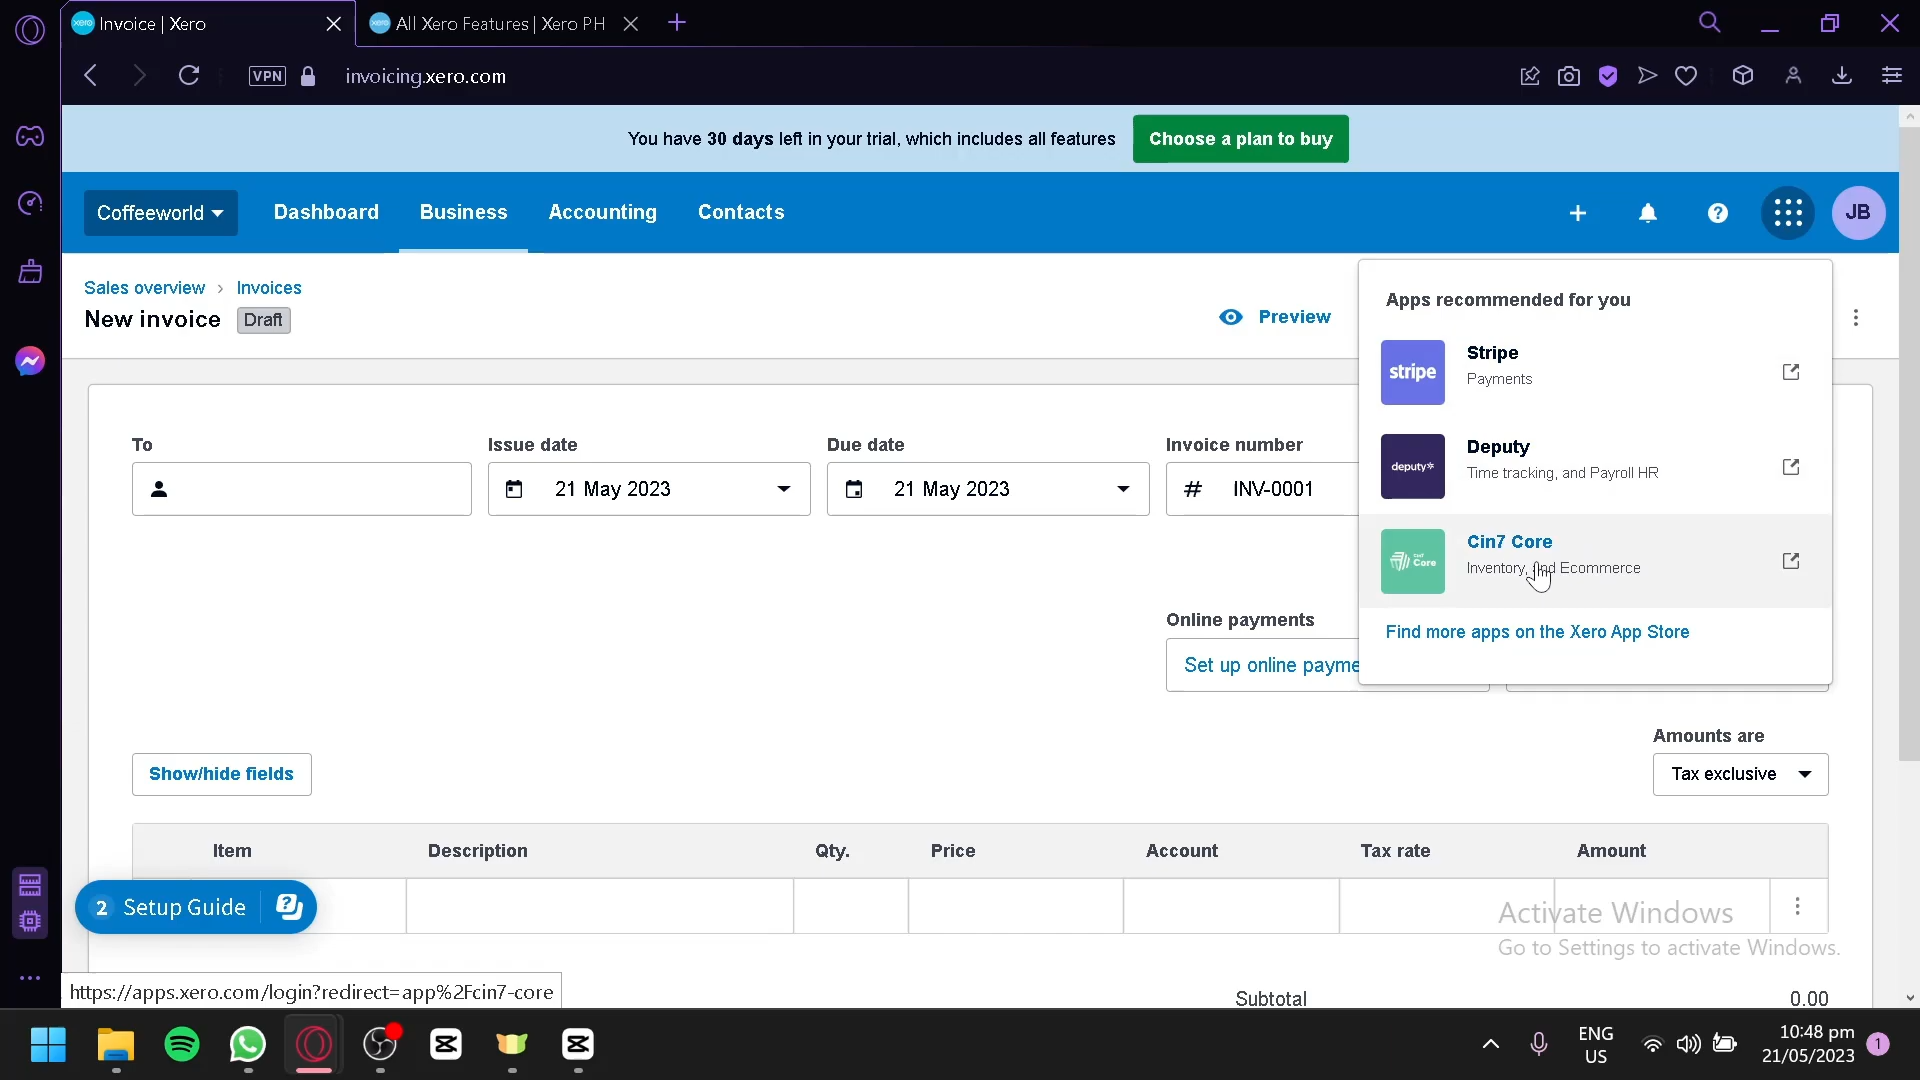 Invoice | Xero
All Xero Features | Xero PH
VPN
invoicing.xero.com
You have 30 days left in your trial, which includes all features
Choose a plan to buy
Coffeeworld
Dashboard
Business
Accounting
Contacts
JB
Sales overview
Invoices
New invoice
Draft
Preview
Apps recommended for you
stripe
Stripe
Payments
deputy
Deputy
Time tracking, and Payroll HR
Core
Cin7 Core
Inventory, and Ecommerce
Find more apps on the Xero App Store
To
Issue date
Due date
Invoice number
21 May 2023
21 May 2023
# INV-0001
Online payments
Set up online payme
Amounts are
Tax exclusive
Show/hide fields
Item
Description
Qty.
Price
Account
Tax rate
Amount
2 Setup Guide
Activate Windows
Go to Settings to activate Windows.
https://apps.xero.com/login?redirect=app%2Fcin7-core
Subtotal
0.00
ENG
US
10:48 pm
21/05/2023
1